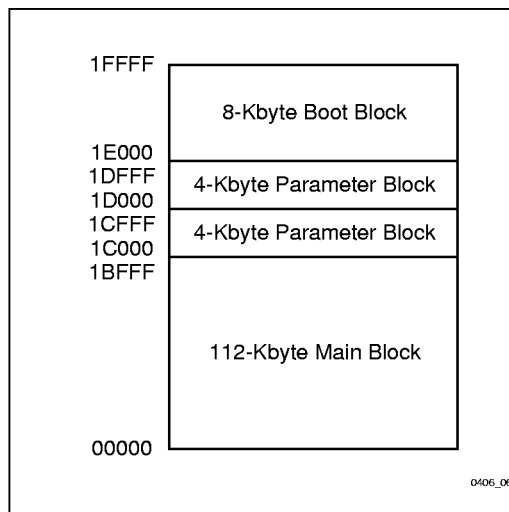 1FFFF
8-Kbyte Boot Block
1E000
1DFFF
4-Kbyte Parameter Block
1D000
1CFFF
4-Kbyte Parameter Block
1C000
1BFFF
112-Kbyte Main Block
00000